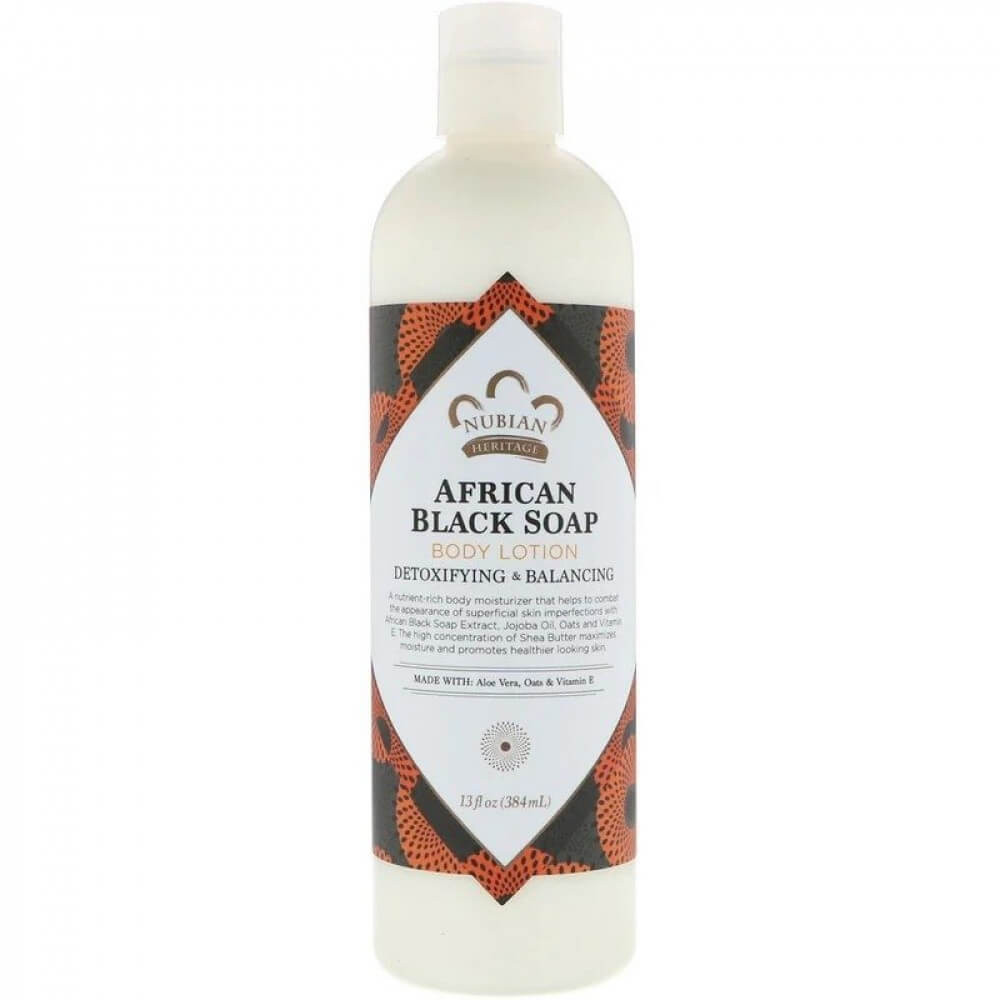 NUBIAN
HERITAGE
AFRICAN
BLACK SOAP
BODY LOTION
DETOXIFYING & BALANCING
A nutrient-rich body moisturizer that helps to combat
the appearance of superficial skin imperfections with
African Black Soap Extract, Jojoba Oil, Oats and Vitamin
E. The high concentration of Shea Butter maximizes
moisture and promotes healthier looking skin.
MADE WITH: Aloe Vera, Oats & Vitamin E
13 fl oz (384mL)